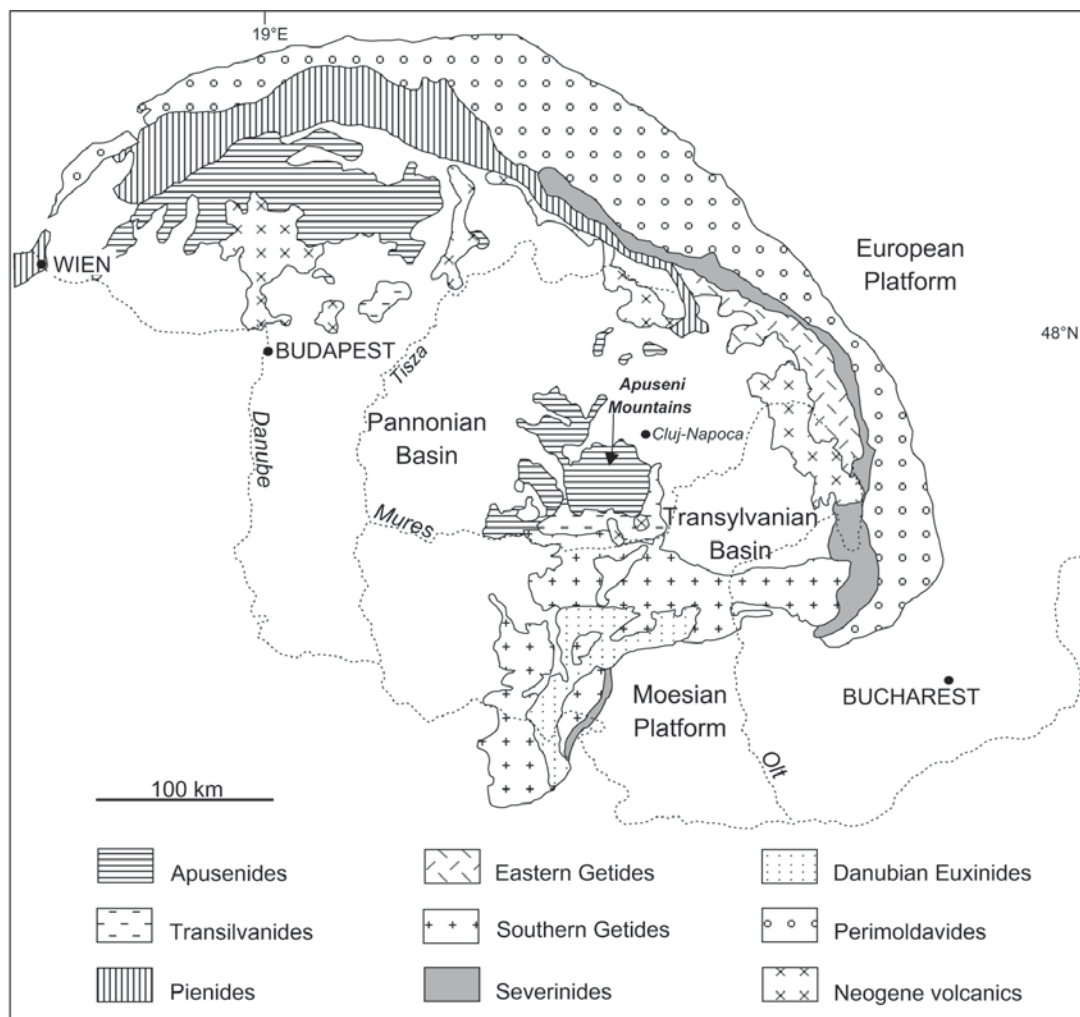 19°E
WIEN
European
Platform
48°N
BUDAPEST
Tisza
Apuseni
Mountains
Danube
Pannonian
Basin
Cluj-Napoca
Mures
Transylvanian
Basin
Moesian
Platform
BUCHAREST
Olt
100 km
Apusenides
Eastern Getides
Danubian Euxinides
Transilvanides
Southern Getides
Perimoldavides
Pienides
Severinides
Neogene volcanics